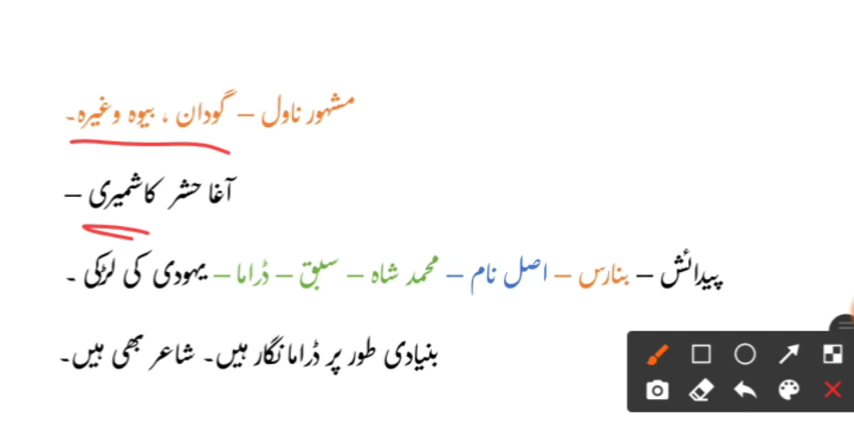 مشہور ناول – گودان ، بیوہ وغیرہ۔
آغا حشر کاشمیری –
پیدائش – بنارس – اصل نام – محمد شاہ – سبق – ڈراما – یہودی کی لڑکی ۔
بنیادی طور پر ڈراما نگار ہیں۔ شاعر بھی ہیں۔